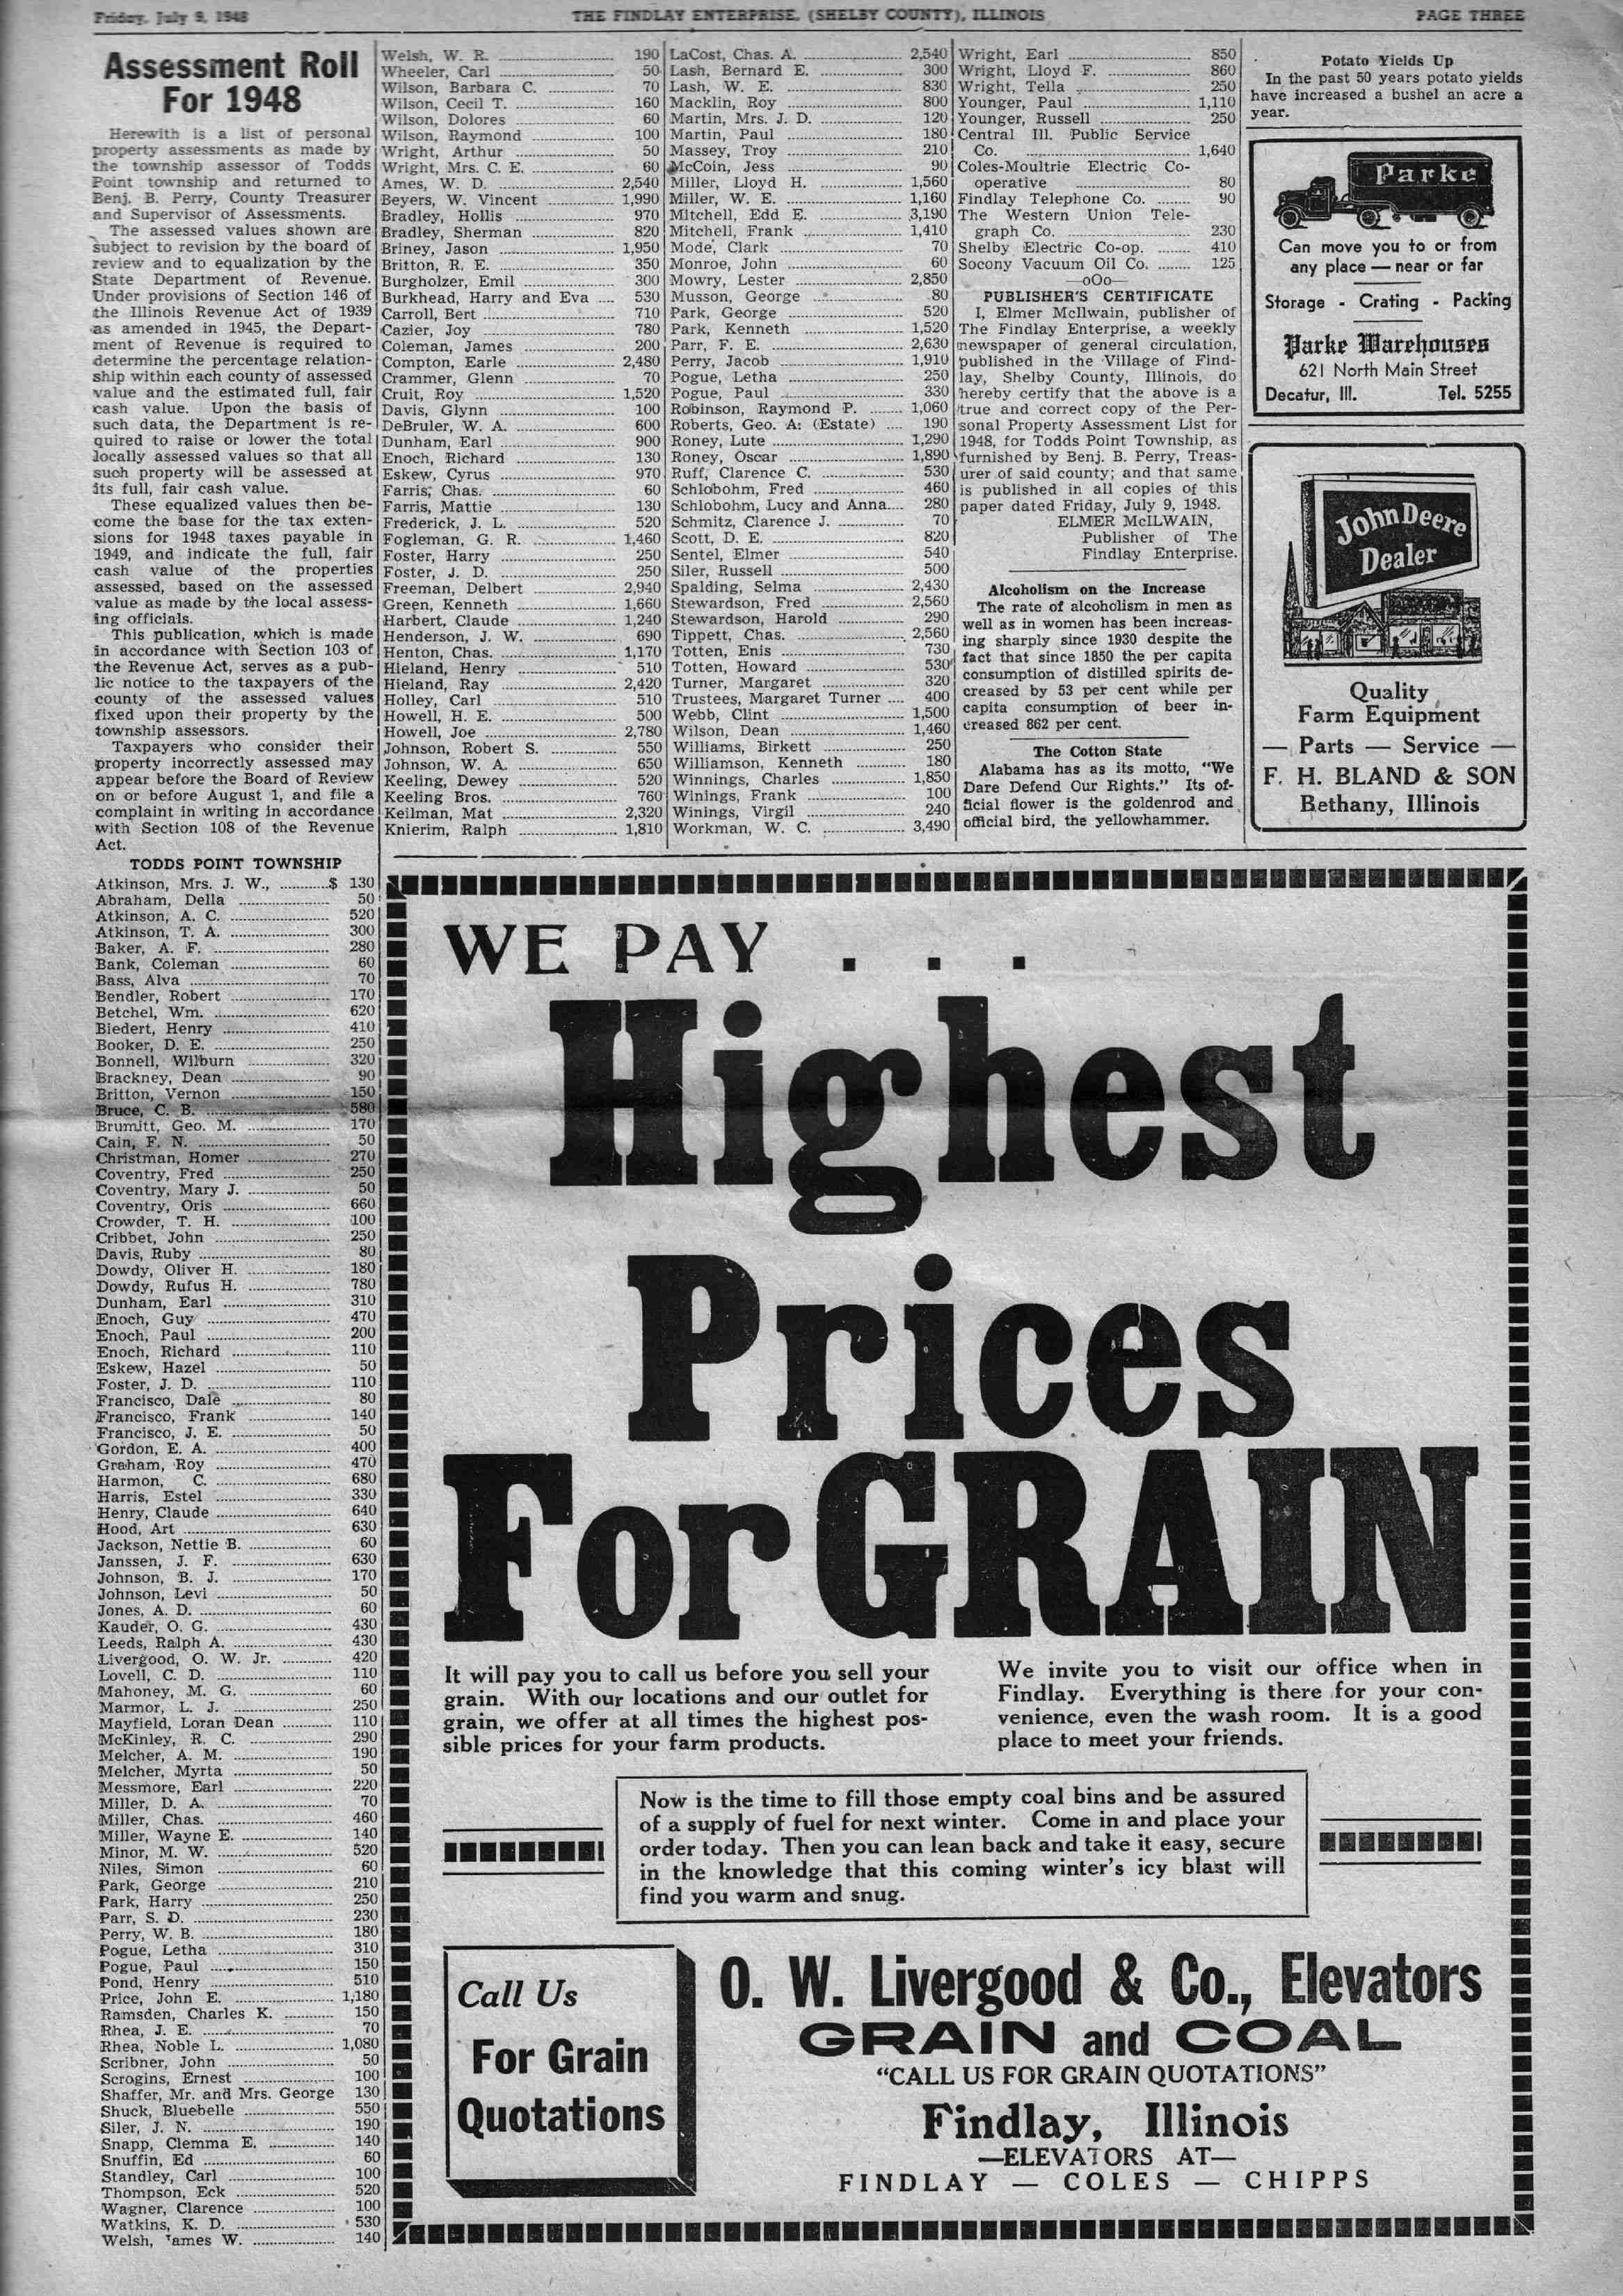 Friday, July 9, 1948
THE FINDLAY ENTERPRISE, (SHELBY COUNTY), ILLINOIS
PAGE THREE
Assessment Roll
For 1948
Herewith is a list of personal
property assessments as made by
the township assessor of Todds
Point township and returned to
Benj. B. Perry, County Treasurer
and Supervisor of Assessments.
The assessed values shown are
subject to revision by the board of
review and to equalization by the
State Department of Revenue.
Under provisions of Section 146 of
the Illinois Revenue Act of 1939
as amended in 1945, the Depart-
ment of Revenue is required to
determine the percentage relation-
ship within each county of assessed
value and the estimated full, fair
cash value. Upon the basis of
such data, the Department is re-
quired to raise or lower the total
locally assessed values so that all
such property will be assessed at
its full, fair cash value.
These equalized values then be-
come the base for the tax exten-
sions for 1948 taxes payable in
1949, and indicate the full, fair
cash value of the properties
assessed, based on the assessed
value as made by the local assess-
ing officials.
This publication, which is made
in accordance with Section 103 of
the Revenue Act, serves as a pub-
lic notice to the taxpayers of the
county of the assessed values
fixed upon their property by the
township assessors.
Taxpayers who consider their
property incorrectly assessed may
appear before the Board of Review
on or before August 1, and file a
complaint in writing in accordance
with Section 108 of the Revenue
Act.
TODDS POINT TOWNSHIP
Atkinson, Mrs. J. W., ...........$ 130
Abraham, Della ..... 50
Atkinson, A. C. ..... 520
Atkinson, T. A. ..... 300
Baker, A. F. ..... 280
Bank, Coleman ..... 60
Bass, Alva ..... 70
Bendler, Robert ..... 170
Betchel, Wm. ..... 620
Biedert, Henry ..... 410
Booker, D. E. ..... 250
Bonnell, Wilburn ..... 320
Brackney, Dean ..... 90
Britton, Vernon ..... 150
Bruce, C. B. ..... 580
Brumitt, Geo. M. ..... 170
Cain, F. N. ..... 50
Christman, Homer ..... 270
Coventry, Fred ..... 250
Coventry, Mary J. ..... 50
Coventry, Oris ..... 660
Crowder, T. H. ..... 100
Cribbet, John ..... 250
Davis, Ruby ..... 80
Dowdy, Oliver H. ..... 180
Dowdy, Rufus H. ..... 780
Dunham, Earl ..... 310
Enoch, Guy ..... 470
Enoch, Paul ..... 200
Enoch, Richard ..... 110
Eskew, Hazel ..... 50
Foster, J. D. ..... 110
Francisco, Dale ..... 80
Francisco, Frank ..... 140
Francisco, J. E. ..... 50
Gordon, E. A. ..... 400
Graham, Roy ..... 470
Harmon, C. ..... 680
Harris, Estel ..... 330
Henry, Claude ..... 640
Hood, Art ..... 630
Jackson, Nettie B. ..... 60
Janssen, J. F. ..... 630
Johnson, B. J. ..... 170
Johnson, Levi ..... 50
Jones, A. D. ..... 60
Kauder, O. G. ..... 430
Leeds, Ralph A. ..... 430
Livergood, O. W. Jr. ..... 420
Lovell, C. D. ..... 110
Mahoney, M. G. ..... 60
Marmor, L. J. ..... 250
Mayfield, Loran Dean ..... 110
McKinley, R. C. ..... 290
Melcher, A. M. ..... 190
Melcher, Myrta ..... 50
Messmore, Earl ..... 220
Miller, D. A. ..... 70
Miller, Chas. ..... 460
Miller, Wayne E. ..... 140
Minor, M. W. ..... 520
Niles, Simon ..... 60
Park, George ..... 210
Park, Harry ..... 250
Parr, S. D. ..... 230
Perry, W. B. ..... 180
Pogue, Letha ..... 310
Pogue, Paul ..... 150
Pond, Henry ..... 510
Price, John E. ..... 1,180
Ramsden, Charles K. ..... 150
Rhea, J. E. ..... 70
Rhea, Noble L. ..... 1,080
Scribner, John ..... 50
Scrogins, Ernest ..... 100
Shaffer, Mr. and Mrs. George 130
Shuck, Bluebelle ..... 550
Siler, J. N. ..... 190
Snapp, Clemma E. ..... 140
Snuffin, Ed ..... 60
Standley, Carl ..... 100
Thompson, Eck ..... 520
Wagner, Clarence ..... 100
Watkins, K. D. ..... 530
Welsh, James W. ..... 140
Welsh, W. R. ..... 190
Wheeler, Carl ..... 50
Wilson, Barbara C. ..... 70
Wilson, Cecil T. ..... 160
Wilson, Dolores ..... 60
Wilson, Raymond ..... 100
Wright, Arthur ..... 50
Wright, Mrs. C. E. ..... 60
Ames, W. D. ..... 2,540
Beyers, W. Vincent ..... 1,990
Bradley, Hollis ..... 970
Bradley, Sherman ..... 820
Briney, Jason ..... 1,950
Britton, R. E. ..... 350
Burgholzer, Emil ..... 300
Burkhead, Harry and Eva .... 530
Carroll, Bert ..... 710
Cazier, Joy ..... 780
Coleman, James ..... 200
Compton, Earle ..... 2,480
Crammer, Glenn ..... 70
Cruit, Roy ..... 1,520
Davis, Glynn ..... 100
DeBruler, W. A. ..... 600
Dunham, Earl ..... 900
Enoch, Richard ..... 130
Eskew, Cyrus ..... 970
Farris, Chas. ..... 60
Farris, Mattie ..... 130
Frederick, J. L. ..... 520
Fogleman, G. R. ..... 1,460
Foster, Harry ..... 250
Foster, J. D. ..... 250
Freeman, Delbert ..... 2,940
Green, Kenneth ..... 1,660
Harbert, Claude ..... 1,240
Henderson, J. W. ..... 690
Henton, Chas. ..... 1,170
Hieland, Henry ..... 510
Hieland, Ray ..... 2,420
Holley, Carl ..... 510
Howell, H. E. ..... 500
Howell, Joe ..... 2,780
Johnson, Robert S. ..... 550
Johnson, W. A. ..... 650
Keeling, Dewey ..... 520
Keeling Bros. ..... 760
Keilman, Mat ..... 2,320
Knierim, Ralph ..... 1,810
LaCost, Chas. A. ..... 2,540
Lash, Bernard E. ..... 300
Lash, W. E. ..... 830
Macklin, Roy ..... 800
Martin, Mrs. J. D. ..... 120
Martin, Paul ..... 180
Massey, Troy ..... 210
McCoin, Jess ..... 90
Miller, Lloyd H. ..... 1,560
Miller, W. E. ..... 1,160
Mitchell, Edd E. ..... 3,190
Mitchell, Frank ..... 1,410
Mode, Clark ..... 70
Monroe, John ..... 60
Mowry, Lester ..... 2,850
Musson, George ..... 80
Park, George ..... 520
Park, Kenneth ..... 1,520
Parr, F. E. ..... 2,630
Perry, Jacob ..... 1,910
Pogue, Letha ..... 250
Pogue, Paul ..... 330
Robinson, Raymond P. ..... 1,060
Roberts, Geo. A. (Estate) .... 190
Roney, Lute ..... 1,290
Roney, Oscar ..... 1,890
Ruff, Clarence C. ..... 530
Schlobohm, Fred ..... 460
Schlobohm, Lucy and Anna.... 280
Schmitz, Clarence J. ..... 70
Scott, D. E. ..... 820
Sentel, Elmer ..... 540
Siler, Russell ..... 500
Spalding, Selma ..... 2,430
Stewardson, Fred ..... 2,560
Stewardson, Harold ..... 290
Tippett, Chas. ..... 2,560
Totten, Enis ..... 730
Totten, Howard ..... 530
Turner, Margaret ..... 320
Trustees, Margaret Turner .... 400
Webb, Clint ..... 1,500
Wilson, Dean ..... 1,460
Williams, Birkett ..... 250
Williamson, Kenneth ..... 180
Winnings, Charles ..... 1,850
Winings, Frank ..... 100
Winings, Virgil ..... 240
Workman, W. C. ..... 3,490
Wright, Earl ..... 850
Wright, Lloyd F. ..... 860
Wright, Tella ..... 250
Younger, Paul ..... 1,110
Younger, Russell ..... 250
Central Ill. Public Service
Co. ..... 1,640
Coles-Moultrie Electric Co-
operative ..... 80
Findlay Telephone Co. ..... 90
The Western Union Tele-
graph Co. ..... 230
Shelby Electric Co-op. ..... 410
Socony Vacuum Oil Co. ..... 125
—oOo—
PUBLISHER'S CERTIFICATE
I, Elmer McIlwain, publisher of
The Findlay Enterprise, a weekly
newspaper of general circulation,
published in the Village of Find-
lay, Shelby County, Illinois, do
hereby certify that the above is a
true and correct copy of the Per-
sonal Property Assessment List for
1948, for Todds Point Township, as
furnished by Benj. B. Perry, Treas-
urer of said county; and that same
is published in all copies of this
paper dated Friday, July 9, 1948.
ELMER McILWAIN,
Publisher of The
Findlay Enterprise.
Alcoholism on the Increase
The rate of alcoholism in men as
well as in women has been increas-
ing sharply since 1930 despite the
fact that since 1850 the per capita
consumption of distilled spirits de-
creased by 53 per cent while per
capita consumption of beer in-
creased 862 per cent.
The Cotton State
Alabama has as its motto, "We
Dare Defend Our Rights." Its of-
ficial flower is the goldenrod and
official bird, the yellowhammer.
Potato Yields Up
In the past 50 years potato yields
have increased a bushel an acre a
year.
Parke
Can move you to or from
any place — near or far
Storage - Crating - Packing
Parke Warehouses
621 North Main Street
Decatur, Ill. Tel. 5255
John Deere
Dealer
Quality
Farm Equipment
— Parts — Service —
F. H. BLAND & SON
Bethany, Illinois
WE PAY . . .
Highest
Prices
For GRAIN
It will pay you to call us before you sell your
grain. With our locations and our outlet for
grain, we offer at all times the highest pos-
sible prices for your farm products.
We invite you to visit our office when in
Findlay. Everything is there for your con-
venience, even the wash room. It is a good
place to meet your friends.
Now is the time to fill those empty coal bins and be assured
of a supply of fuel for next winter. Come in and place your
order today. Then you can lean back and take it easy, secure
in the knowledge that this coming winter's icy blast will
find you warm and snug.
Call Us
For Grain
Quotations
O. W. Livergood & Co., Elevators
GRAIN and COAL
"CALL US FOR GRAIN QUOTATIONS"
Findlay, Illinois
—ELEVATORS AT—
FINDLAY — COLES — CHIPPS